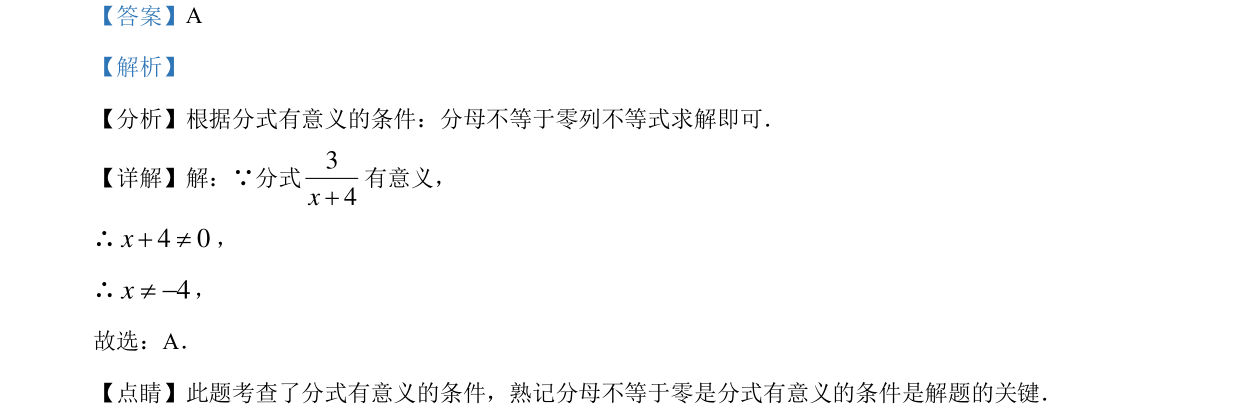 【答案】A
【解析】
【分析】根据分式有意义的条件：分母不等于零列不等式求解即可．
【详解】解：∵分式 3/(x+4) 有意义，
∴ x+4≠0，
∴ x≠−4，
故选：A．
【点睛】此题考查了分式有意义的条件，熟记分母不等于零是分式有意义的条件是解题的关键．